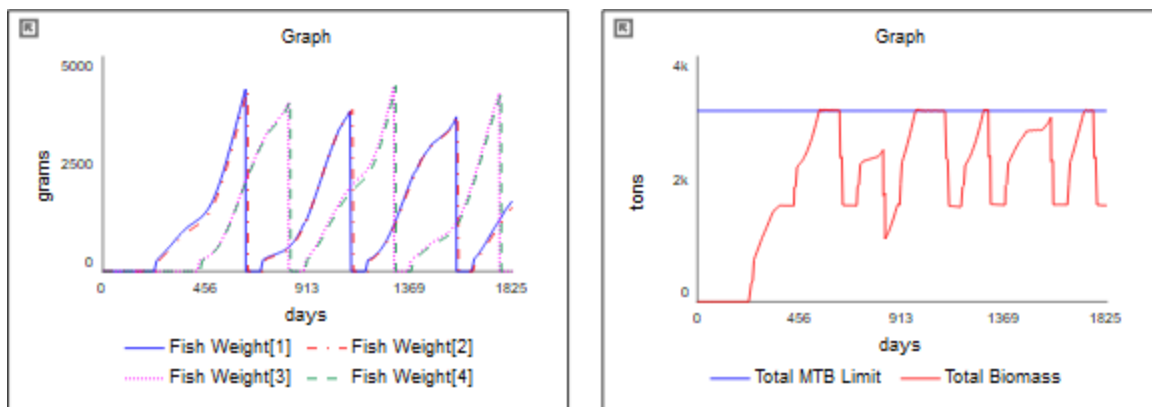 Graph
5000
2500
0
grams
0 456 913 1369 1825
days
Fish Weight[1] Fish Weight[2]
Fish Weight[3] Fish Weight[4]
Graph
4k
2k
0
tons
0 456 913 1369 1825
days
Total MTB Limit Total Biomass